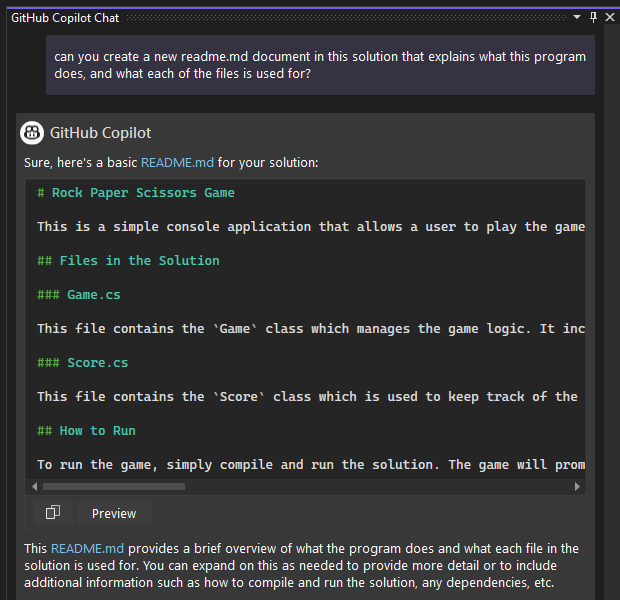 GitHub Copilot Chat
can you create a new readme.md document in this solution that explains what this program
does, and what each of the files is used for?
GitHub Copilot
Sure, here's a basic README.md for your solution:
# Rock Paper Scissors Game
This is a simple console application that allows a user to play the game
## Files in the Solution
### Game.cs
This file contains the `Game` class which manages the game logic. It inc
### Score.cs
This file contains the `Score` class which is used to keep track of the
## How to Run
To run the game, simply compile and run the solution. The game will prom
Preview
This README.md provides a brief overview of what the program does and what each file in the
solution is used for. You can expand on this as needed to provide more detail or to include
additional information such as how to compile and run the solution, any dependencies, etc.